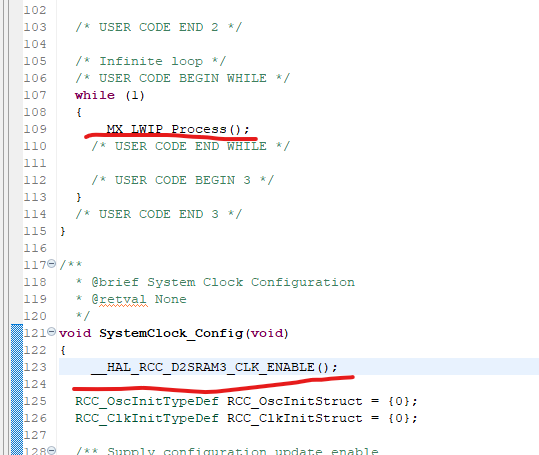 102
103 /* USER CODE END 2 */
104
105 /* Infinite loop */
106 /* USER CODE BEGIN WHILE */
107 while (1)
108 {
109 MX_LWIP_Process();
110 /* USER CODE END WHILE */
111
112 /* USER CODE BEGIN 3 */
113 }
114 /* USER CODE END 3 */
115 }
116
117 /**
118 * @brief System Clock Configuration
119 * @retval None
120 */
121 void SystemClock_Config(void)
122 {
123 __HAL_RCC_D2SRAM3_CLK_ENABLE();
124
125 RCC_OscInitTypeDef RCC_OscInitStruct = {0};
126 RCC_ClkInitTypeDef RCC_ClkInitStruct = {0};
127
128 /** Supply configuration update enable